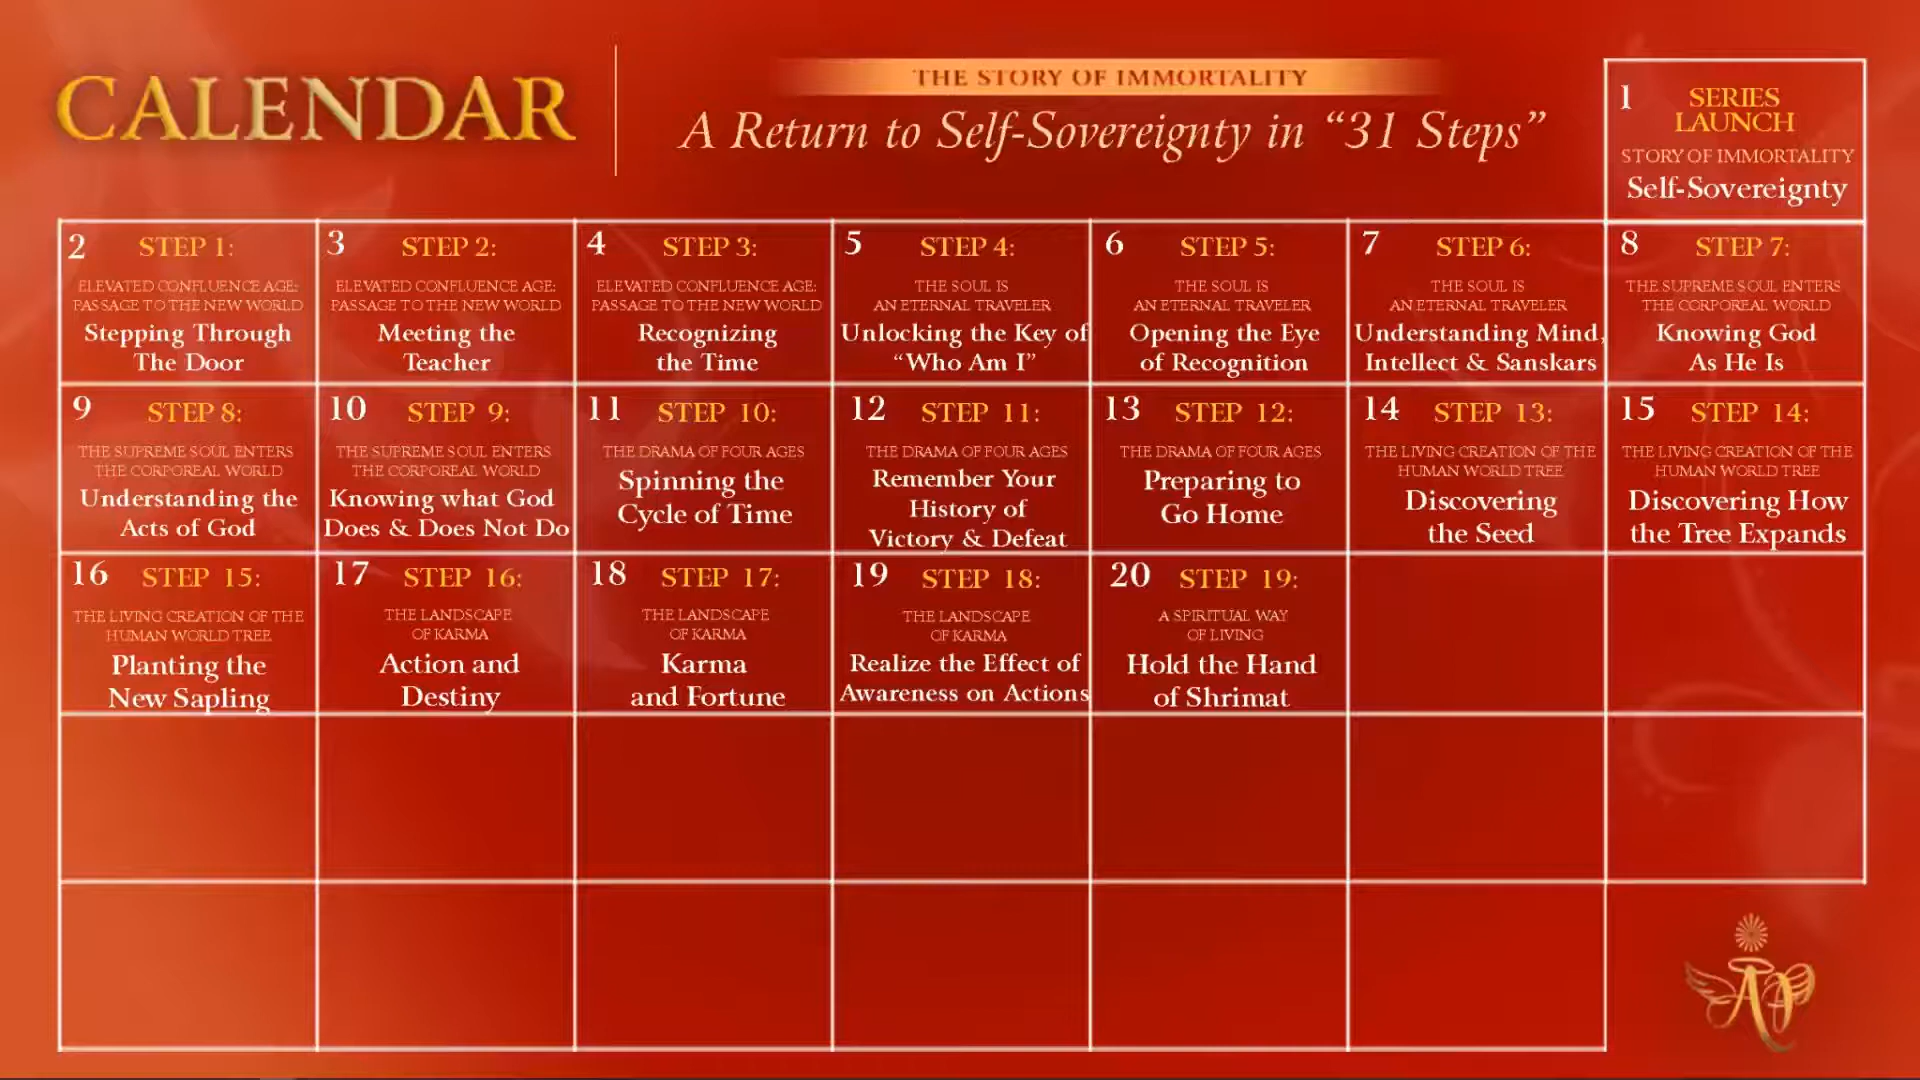 CALENDAR
THE STORY OF IMMORTALITY
A Return to Self-Sovereignty in “31 Steps”
1
SERIES
LAUNCH
STORY OF IMMORTALITY
Self-Sovereignty
2 STEP 1:
ELEVATED CONFLUENCE AGE:
PASSAGE TO THE NEW WORLD
Stepping Through
The Door
3 STEP 2:
ELEVATED CONFLUENCE AGE:
PASSAGE TO THE NEW WORLD
Meeting the
Teacher
4 STEP 3:
ELEVATED CONFLUENCE AGE:
PASSAGE TO THE NEW WORLD
Recognizing
the Time
5 STEP 4:
THE SOUL IS
AN ETERNAL TRAVELER
Unlocking the Key of
“Who Am I”
6 STEP 5:
THE SOUL IS
AN ETERNAL TRAVELER
Opening the Eye
of Recognition
7 STEP 6:
THE SOUL IS
AN ETERNAL TRAVELER
Understanding Mind,
Intellect & Sanskars
8 STEP 7:
THE SUPREME SOUL ENTERS
THE CORPOREAL WORLD
Knowing God
As He Is
9 STEP 8:
THE SUPREME SOUL ENTERS
THE CORPOREAL WORLD
Understanding the
Acts of God
10 STEP 9:
THE SUPREME SOUL ENTERS
THE CORPOREAL WORLD
Knowing what God
Does & Does Not Do
11 STEP 10:
THE DRAMA OF FOUR AGES
Spinning the
Cycle of Time
12 STEP 11:
THE DRAMA OF FOUR AGES
Remember Your
History of
Victory & Defeat
13 STEP 12:
THE DRAMA OF FOUR AGES
Preparing to
Go Home
14 STEP 13:
THE LIVING CREATION OF THE
HUMAN WORLD TREE
Discovering
the Seed
15 STEP 14:
THE LIVING CREATION OF THE
HUMAN WORLD TREE
Discovering How
the Tree Expands
16 STEP 15:
THE LIVING CREATION OF THE
HUMAN WORLD TREE
Planting the
New Sapling
17 STEP 16:
THE LANDSCAPE
OF KARMA
Action and
Destiny
18 STEP 17:
THE LANDSCAPE
OF KARMA
Karma
and Fortune
19 STEP 18:
THE LANDSCAPE
OF KARMA
Realize the Effect of
Awareness on Actions
20 STEP 19:
A SPIRITUAL WAY
OF LIVING
Hold the Hand
of Shrimat
AP